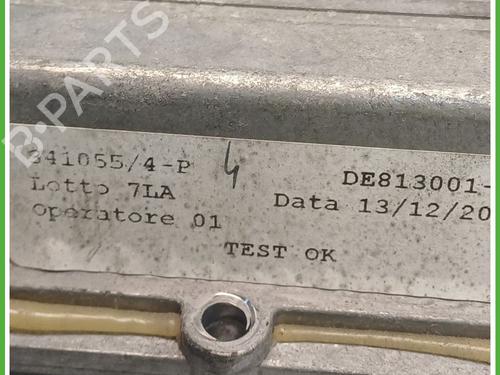 B-PARTS
341055/4-P
DE813001-
Lotto 7LA
Data 13/12/20
operatore 01
TEST OK